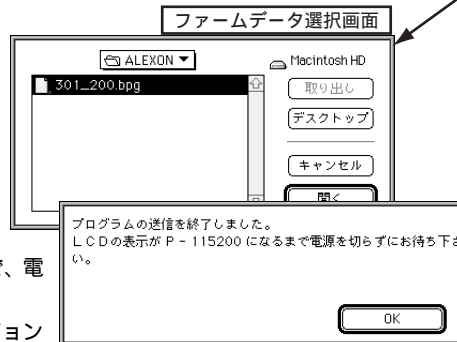 ファームデータ選択画面
ALEXON
Macintosh HD
301_200.bpg
取り出し
デスクトップ
キャンセル
開く
プログラムの送信を終了しました。
LCDの表示がP - 115200になるまで電源を切らずにお待ち下さ
い。
OK
、電
ョン